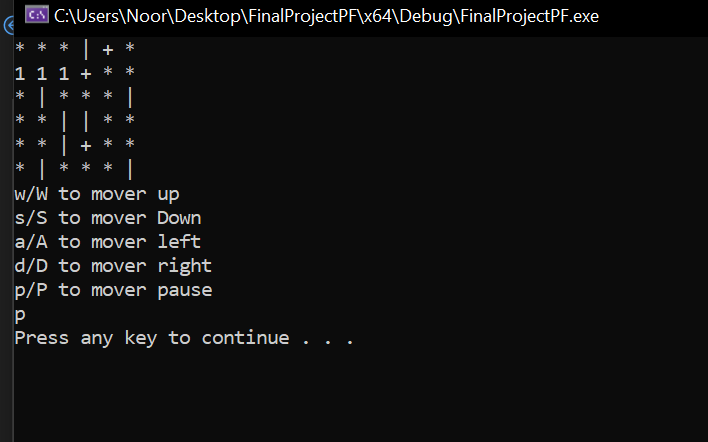 C:\Users\Noor\Desktop\FinalProjectPF\x64\Debug\FinalProjectPF.exe
* * * | + *
1 1 1 + * *
* | * * * |
* * | | * *
* * | + * *
* | * * * |
w/W to mover up
s/S to mover Down
a/A to mover left
d/D to mover right
p/P to mover pause
p
Press any key to continue . . .